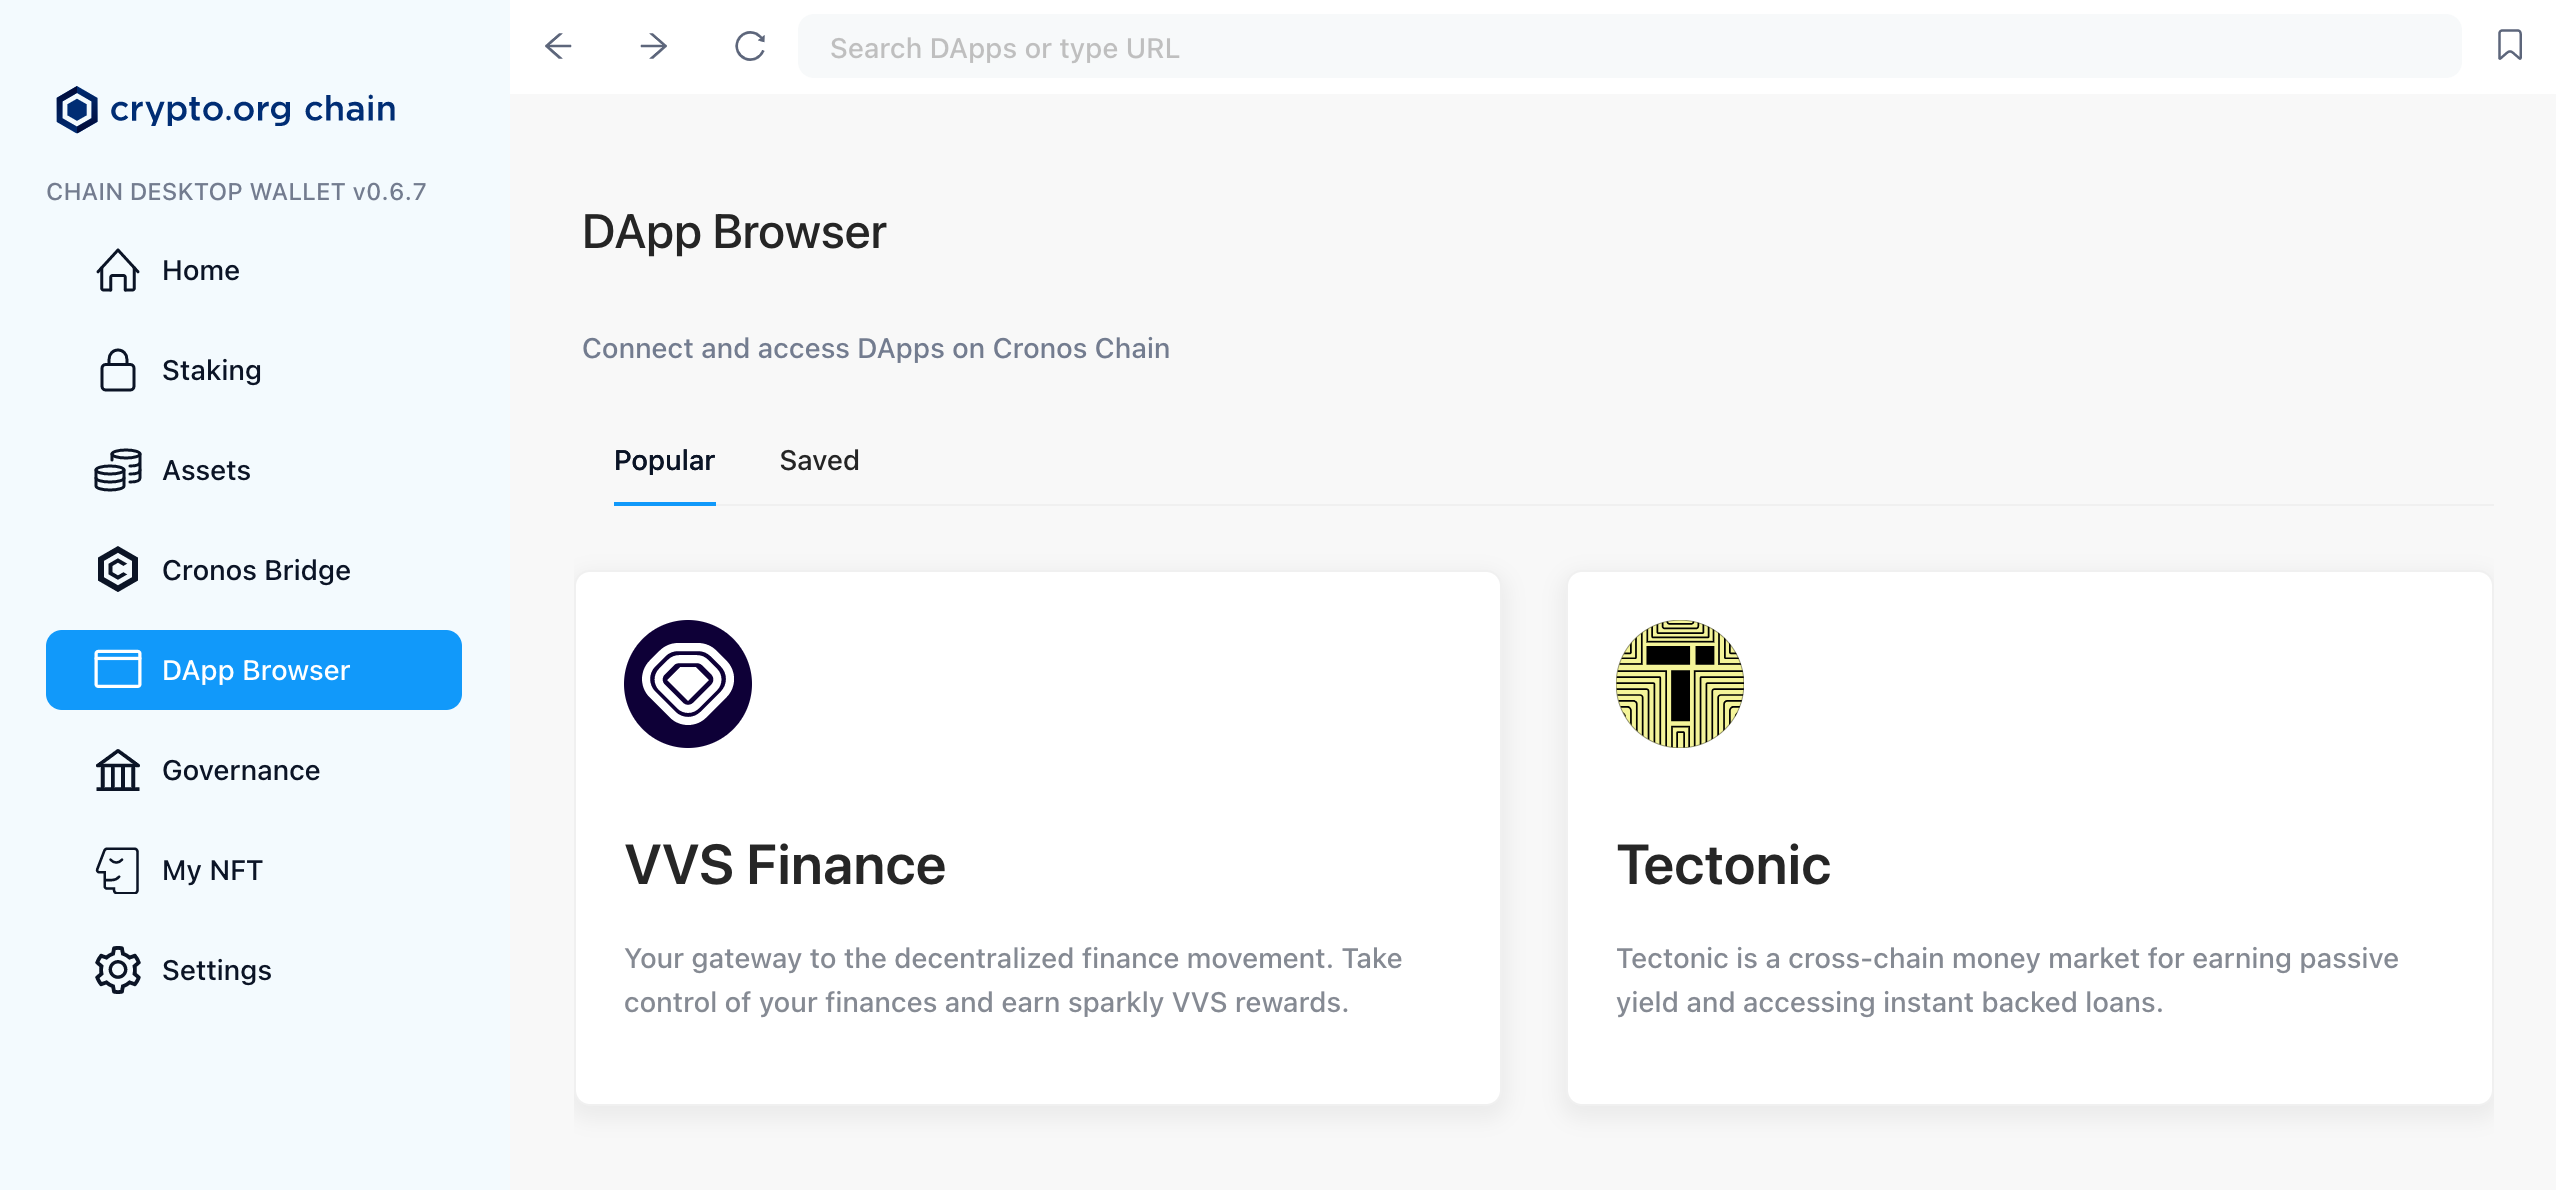 crypto.org chain
CHAIN DESKTOP WALLET v0.6.7
Home
Staking
Assets
Cronos Bridge
DApp Browser
Governance
My NFT
Settings
Search DApps or type URL
DApp Browser
Connect and access DApps on Cronos Chain
Popular
Saved
VVS Finance
Your gateway to the decentralized finance movement. Take
control of your finances and earn sparkly VVS rewards.
Tectonic
Tectonic is a cross-chain money market for earning passive
yield and accessing instant backed loans.